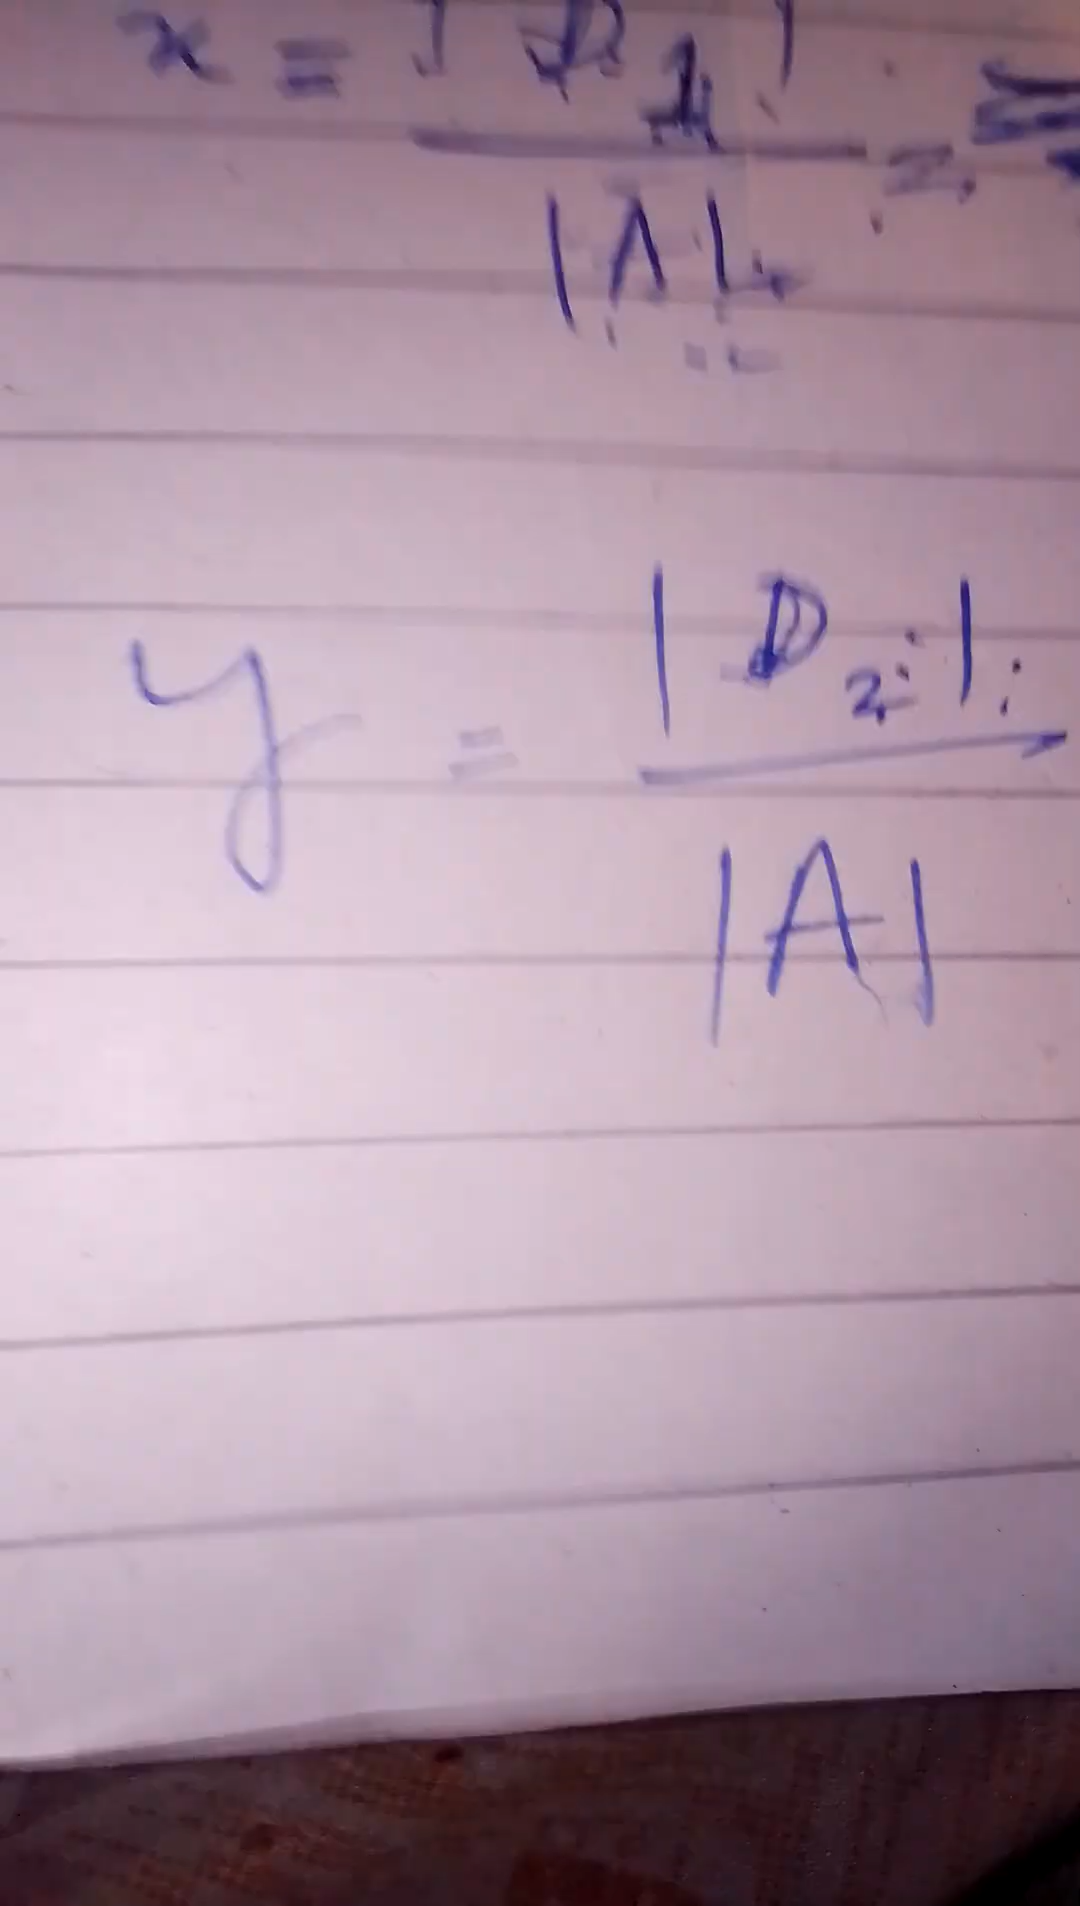 x = |D1|
|A|
y = |D2|
|A|